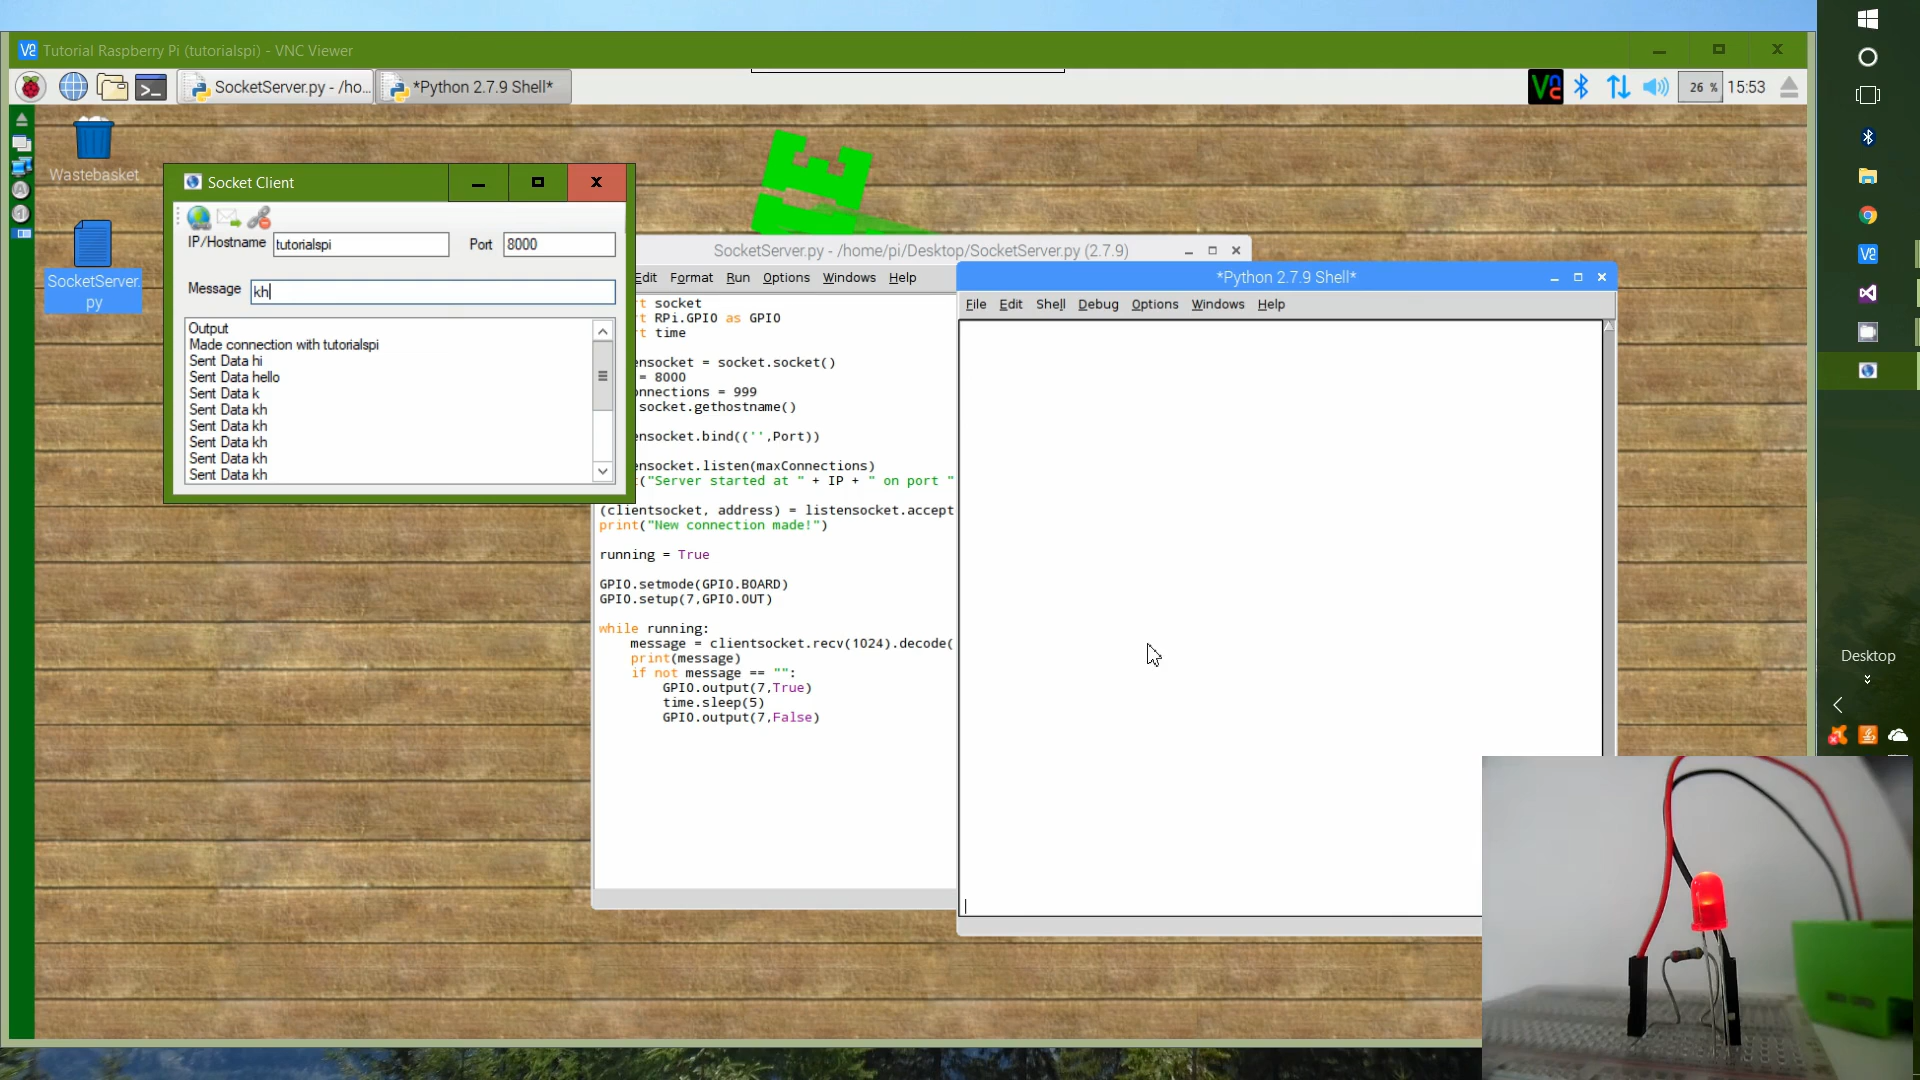 Tutorial Raspberry Pi (tutorialspi) - VNC Viewer
SocketServer.py - /ho...
*Python 2.7.9 Shell*
26 %
15:53
Wastebasket
SocketServer.
py
Socket Client
IP/Hostname
tutorialspi
Port
8000
Message
kh
Output
Made connection with tutorialspi
Sent Data hi
Sent Data hello
Sent Data k
Sent Data kh
Sent Data kh
Sent Data kh
Sent Data kh
Sent Data kh
SocketServer.py - /home/pi/Desktop/SocketServer.py (2.7.9)
Edit Format Run Options Windows Help
t socket
t RPi.GPIO as GPIO
t time
ensocket = socket.socket()
= 8000
onnections = 999
socket.gethostname()
ensocket.bind(('',Port))
ensocket.listen(maxConnections)
("Server started at " + IP + " on port "
(clientsocket, address) = listensocket.accept
print("New connection made!")
running = True
GPIO.setmode(GPIO.BOARD)
GPIO.setup(7,GPIO.OUT)
while running:
message = clientsocket.recv(1024).decode(
print(message)
if not message == "":
GPIO.output(7,True)
time.sleep(5)
GPIO.output(7,False)
*Python 2.7.9 Shell*
File Edit Shell Debug Options Windows Help
Desktop